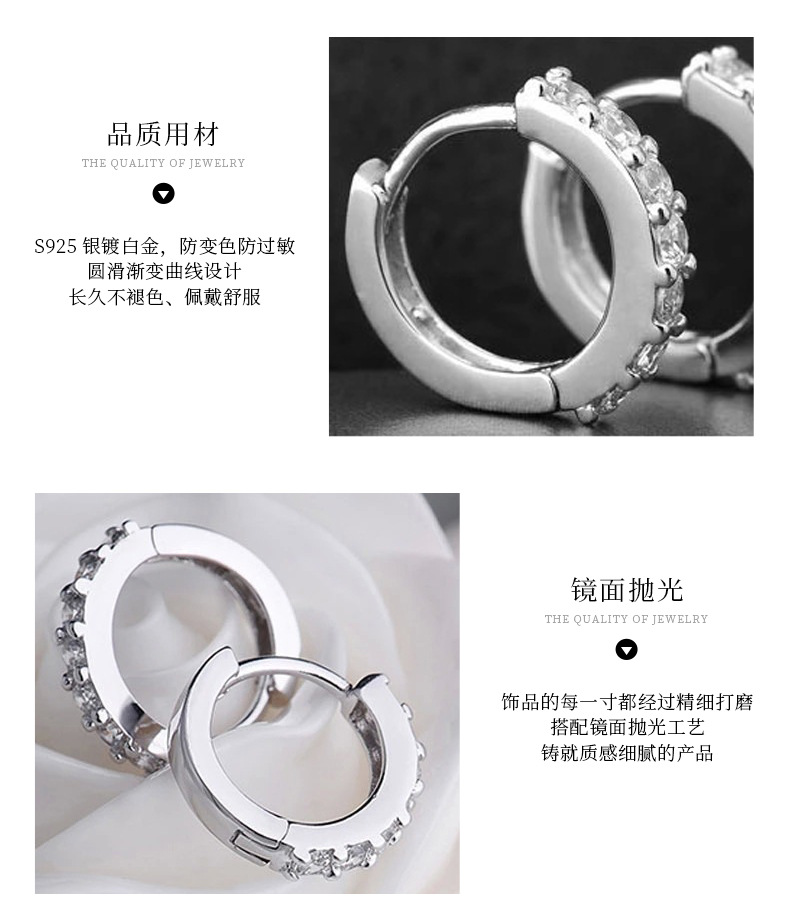 品质用材
THE QUALITY OF JEWELRY
S925 银镀白金，防变色防过敏
圆滑渐变曲线设计
长久不褪色、佩戴舒服
镜面抛光
THE QUALITY OF JEWELRY
饰品的每一寸都经过精细打磨
搭配镜面抛光工艺
铸就质感细腻的产品